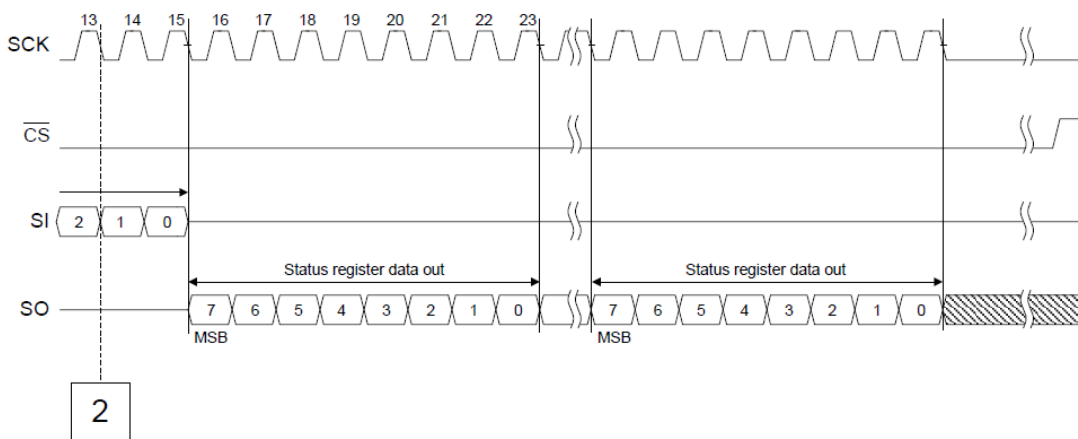 13 14 15 16 17 18 19 20 21 22 23
SCK
CS
SI 2 1 0
Status register data out Status register data out
SO 7 6 5 4 3 2 1 0 7 6 5 4 3 2 1 0
MSB MSB
2